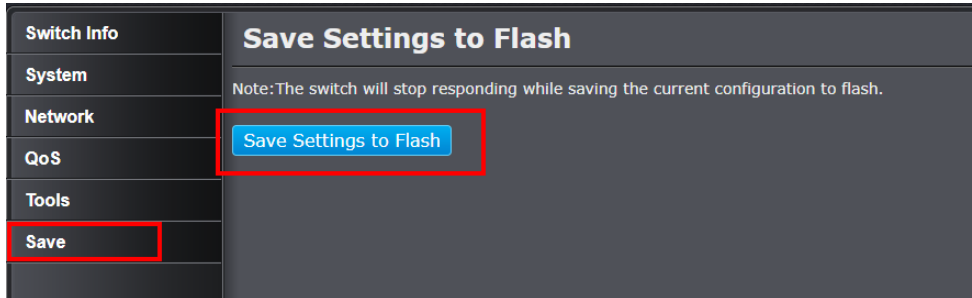 Switch Info
System
Network
QoS
Tools
Save
Save Settings to Flash
Note:The switch will stop responding while saving the current configuration to flash.
Save Settings to Flash